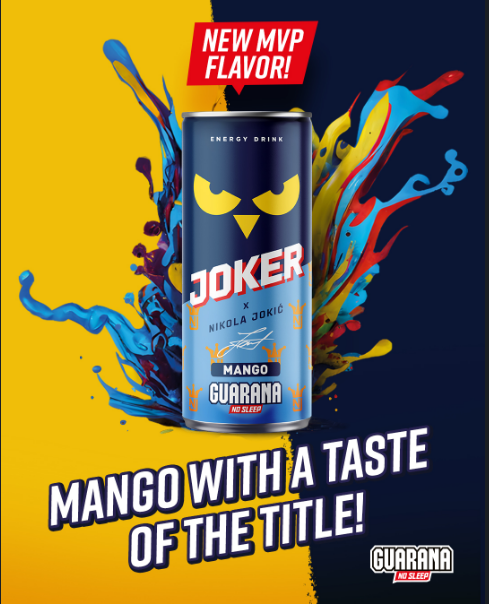 NEW MVP
FLAVOR!
ENERGY DRINK
JOKER
x
NIKOLA JOKIĆ
MANGO
GUARANA
NO SLEEP
MANGO WITH A TASTE
OF THE TITLE!
GUARANA
NO SLEEP